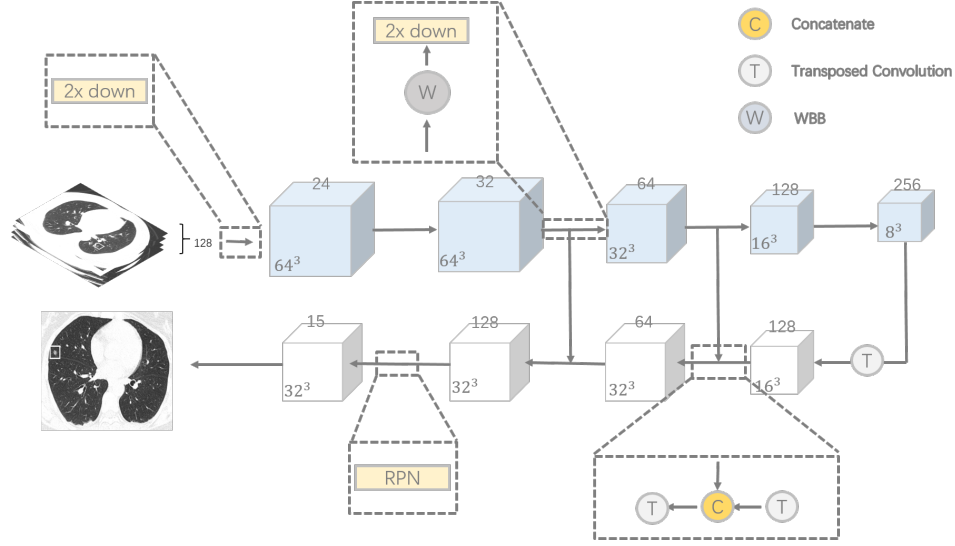 2x down
C Concatenate
2x down
T Transposed Convolution
W
W WBB
24
32
64
128
256
128
64³
64³
32³
16³
8³
15
128
64
128
T
32³
32³
32³
16³
RPN
T
C
T